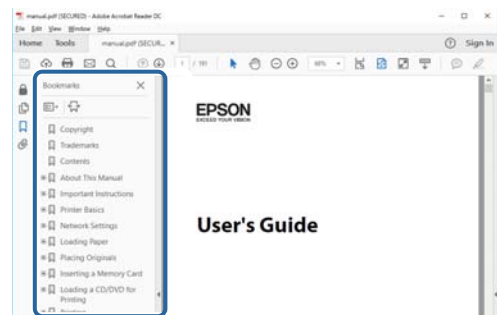 manual.pdf (SECURED) - Adobe Acrobat Reader DC
File Edit View Window Help
Home Tools manual.pdf (SECUR... ×
Sign In
1 / 191
Bookmarks
Copyright
Trademarks
Contents
About This Manual
Important Instructions
Printer Basics
Network Settings
Loading Paper
Placing Originals
Inserting a Memory Card
Loading a CD/DVD for
Printing
EPSON
EXCEED YOUR VISION
User's Guide